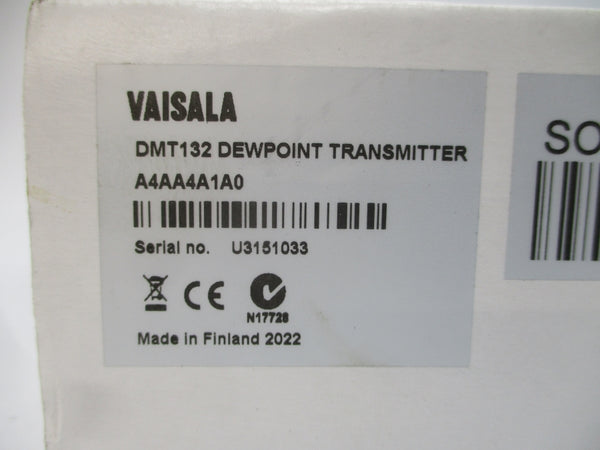 VAISALA
DMT132 DEWPOINT TRANSMITTER
A4AA4A1A0
Serial no. U3151033
CE
N17728
Made in Finland 2022
SO